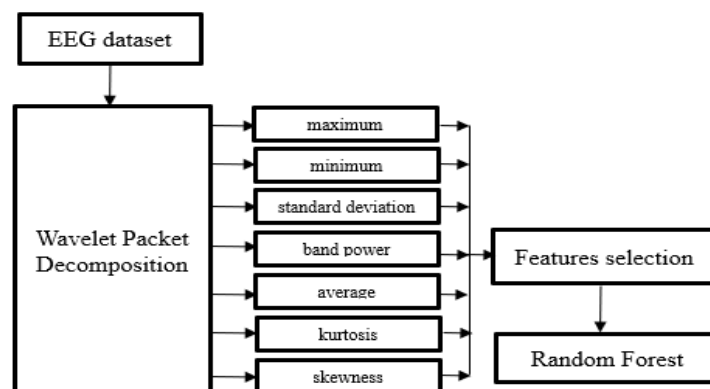 EEG dataset
Wavelet Packet
Decomposition
maximum
minimum
standard deviation
band power
average
kurtosis
skewness
Features selection
Random Forest